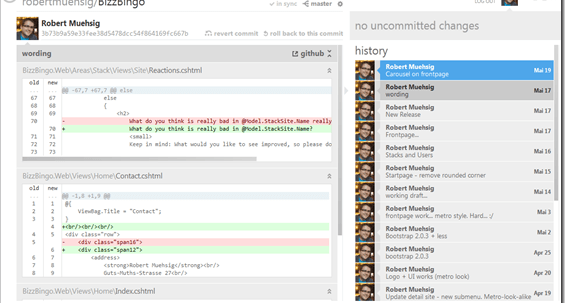 robertmuehsig/BizzBingo
in sync
master
LOG OUT
Robert Muehsig
3b73b9a59e33fee38d5478dcc54f864169fc667b
revert commit
roll back to this commit
wording
github
BizzBingo.Web\Areas\Stack\Views\Site\Reactions.cshtml
old new
... ... @@ -67,7 +67,7 @@ else
67 67 else
68 68 {
69 69 <h2>
70 - What do you think is really bad in @Model.StackSite.Name really
70 + What do you think is really bad in @Model.StackSite.Name?
71 71 <small>
72 72 Keep in mind: What would you like to see improved, so please do
73 73
BizzBingo.Web\Views\Home\Contact.cshtml
old new
... ... @@ -1,8 +1,9 @@
1 1 @{
2 2 ViewBag.Title = "Contact";
3 3 }
4 +<br/><br/><br/>
4 5 <div class="row">
5 - <div class="span16">
6 + <div class="span12">
6 7 <address>
7 8 <strong>Robert Muehsig</strong><br/>
8 9 Guts-Muths-Strasse 27<br/>
BizzBingo.Web\Views\Home\Index.cshtml
no uncommitted changes
history
Robert Muehsig Mai 19
Carousel on frontpage
Robert Muehsig Mai 17
wording
Robert Muehsig Mai 17
New Release
Robert Muehsig Mai 17
Frontpage...
Robert Muehsig Mai 16
Stacks and Users
Robert Muehsig Mai 15
Startpage - remove rounded corner
Robert Muehsig Mai 14
working draft...
Robert Muehsig Mai 3
frontpage work... metro style. Hard... :/
Robert Muehsig Mai 2
Bootstrap 2.0.3 + less
Robert Muehsig Apr 25
bootstrap 2.0.3
Robert Muehsig Apr 20
Logo + UI works (metro look)
Robert Muehsig Apr 19
Update detail site - new submenu. Metro-look-alike